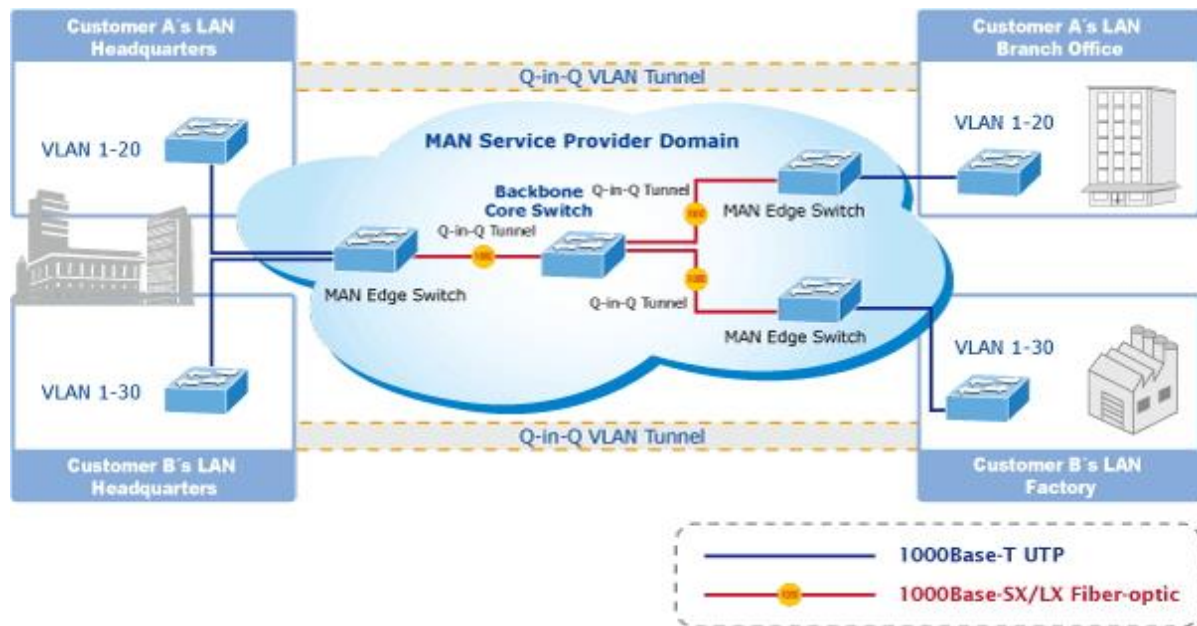 Customer A's LAN
Headquarters
Customer A's LAN
Branch Office
Q-in-Q VLAN Tunnel
VLAN 1-20
MAN Service Provider Domain
VLAN 1-20
Backbone
Core Switch
Q-in-Q Tunnel
MAN Edge Switch
Q-in-Q Tunnel
MAN Edge Switch
Q-in-Q Tunnel
MAN Edge Switch
VLAN 1-30
VLAN 1-30
Q-in-Q VLAN Tunnel
Customer B's LAN
Headquarters
Customer B's LAN
Factory
1000Base-T UTP
1000Base-SX/LX Fiber-optic